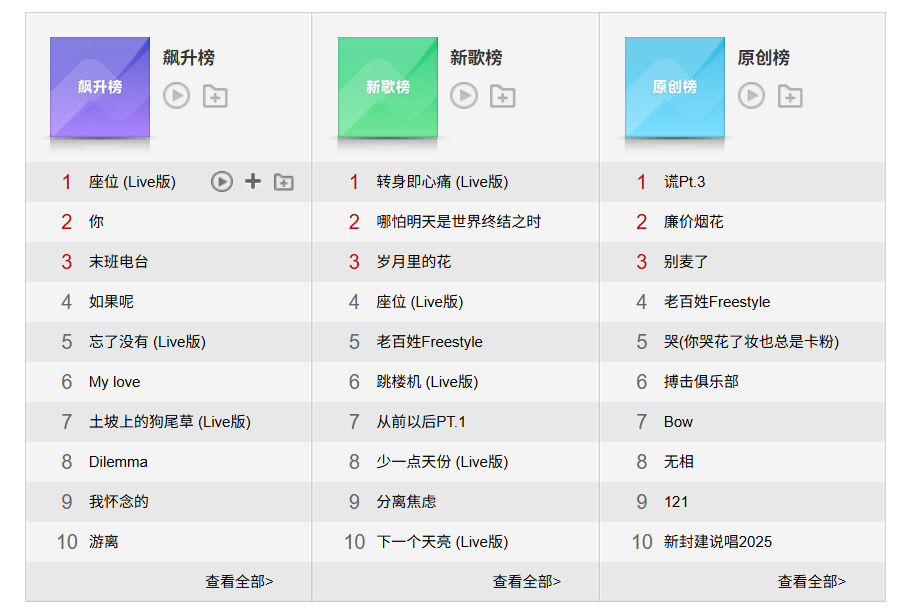 飙升榜
飙升榜
1 座位 (Live版)
2 你
3 末班电台
4 如果呢
5 忘了没有 (Live版)
6 My love
7 土坡上的狗尾草 (Live版)
8 Dilemma
9 我怀念的
10 游离
查看全部>
新歌榜
新歌榜
1 转身即心痛 (Live版)
2 哪怕明天是世界终结之时
3 岁月里的花
4 座位 (Live版)
5 老百姓Freestyle
6 跳楼机 (Live版)
7 从前以后PT.1
8 少一点天份 (Live版)
9 分离焦虑
10 下一个天亮 (Live版)
查看全部>
原创榜
原创榜
1 谎Pt.3
2 廉价烟花
3 别麦了
4 老百姓Freestyle
5 哭(你哭花了妆也总是卡粉)
6 搏击俱乐部
7 Bow
8 无相
9 121
10 新封建说唱2025
查看全部>